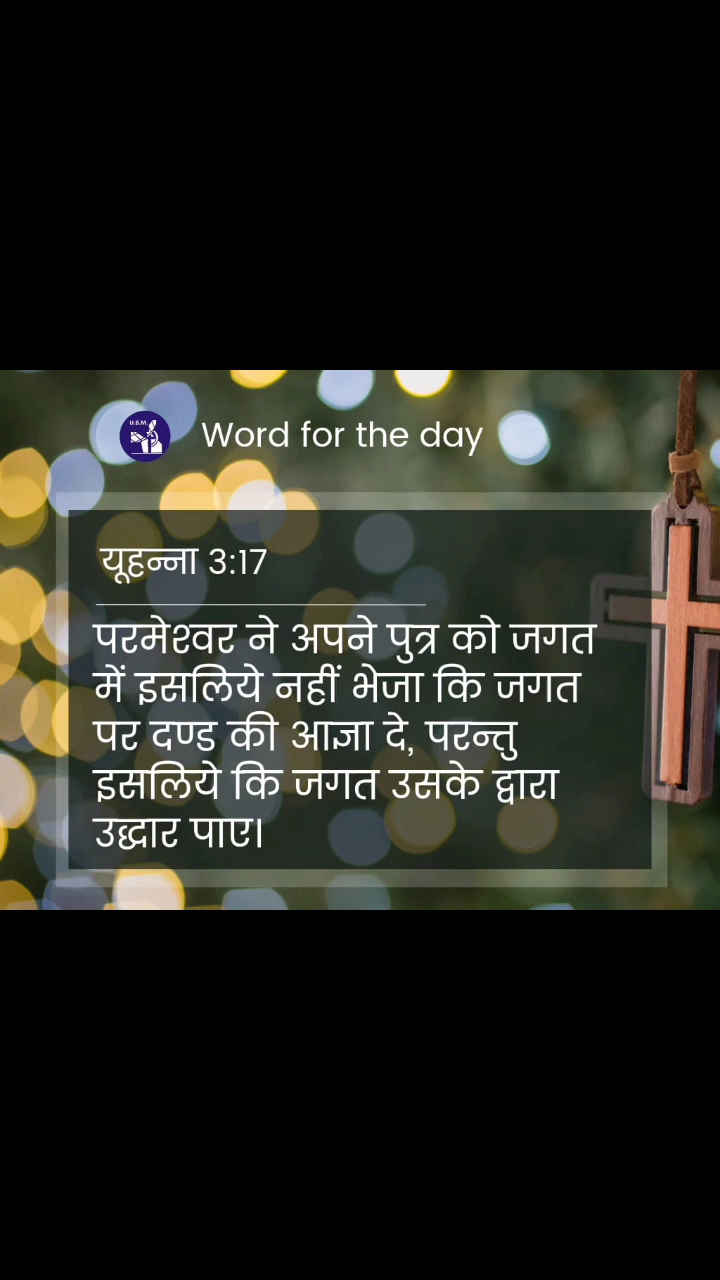 U.B.M.
Word for the day
यूहन्ना 3:17
परमेश्वर ने अपने पुत्र को जगत
में इसलिये नहीं भेजा कि जगत
पर दण्ड की आज्ञा दे, परन्तु
इसलिये कि जगत उसके द्वारा
उद्धार पाए।